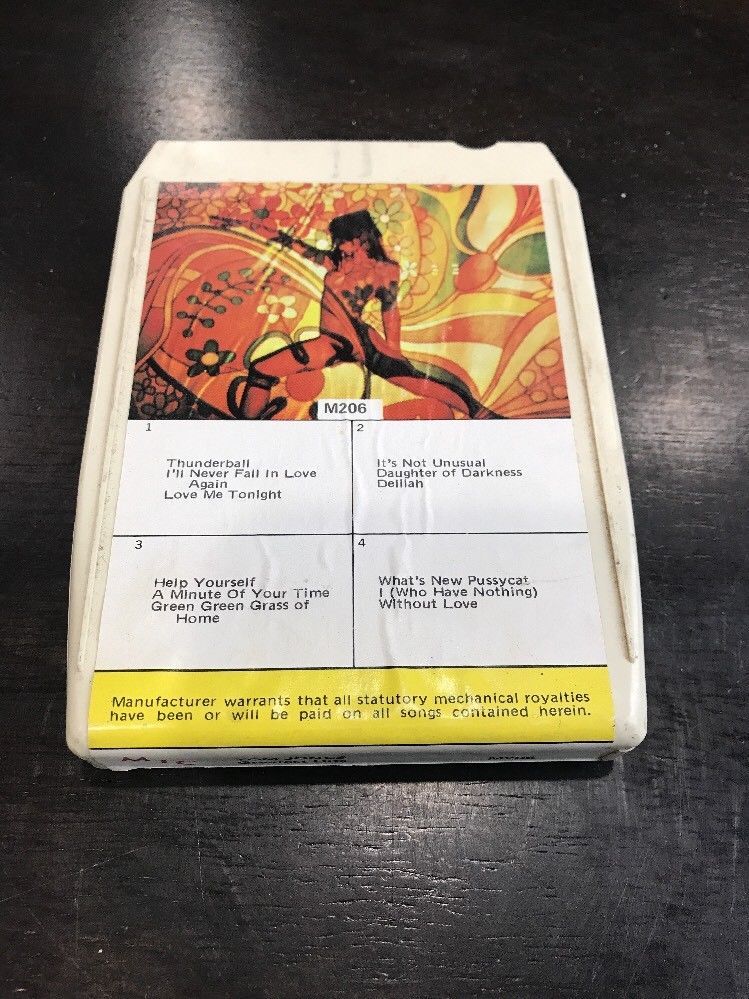 M206
1
Thunderball
I'll Never Fall In Love
Again
Love Me Tonight
2
It's Not Unusual
Daughter of Darkness
Delilah
3
Help Yourself
A Minute Of Your Time
Green Green Grass of
Home
4
What's New Pussycat
I (Who Have Nothing)
Without Love
Manufacturer warrants that all statutory mechanical royalties
have been or will be paid on all songs contained herein.